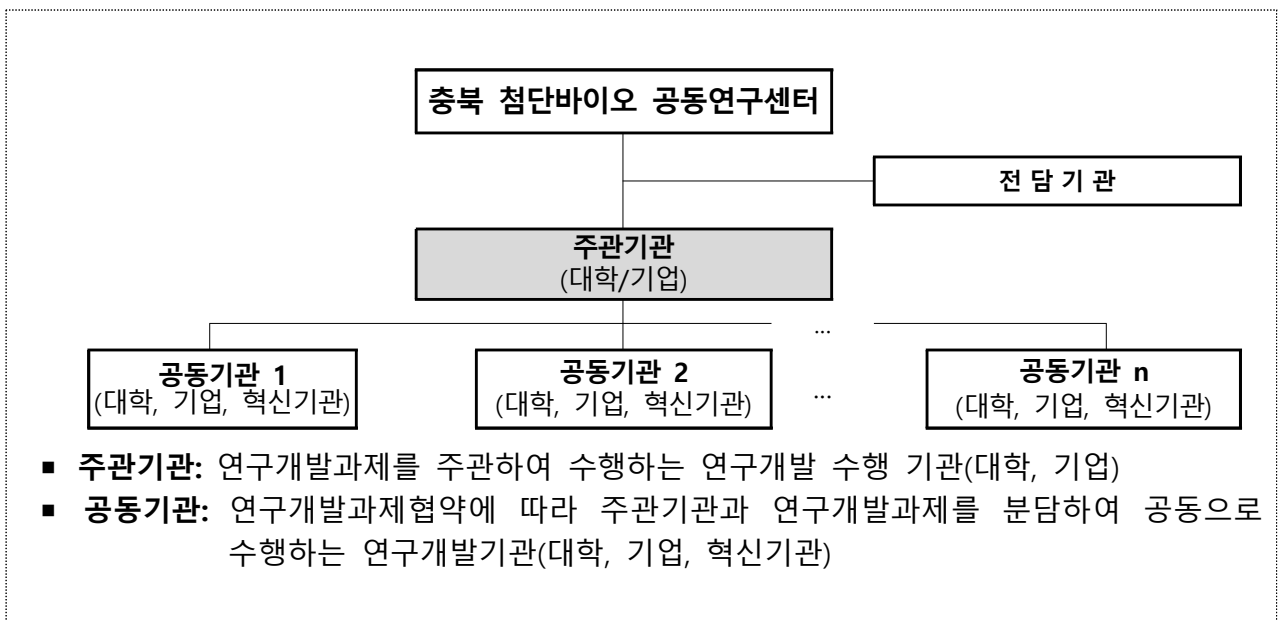 충북 첨단바이오 공동연구센터
전 담 기 관
주관기관
(대학/기업)
...
공동기관 1
(대학, 기업, 혁신기관)
공동기관 2
(대학, 기업, 혁신기관)
...
공동기관 n
(대학, 기업, 혁신기관)
▪ 주관기관: 연구개발과제를 주관하여 수행하는 연구개발 수행 기관(대학, 기업)
▪ 공동기관: 연구개발과제협약에 따라 주관기관과 연구개발과제를 분담하여 공동으로
수행하는 연구개발기관(대학, 기업, 혁신기관)